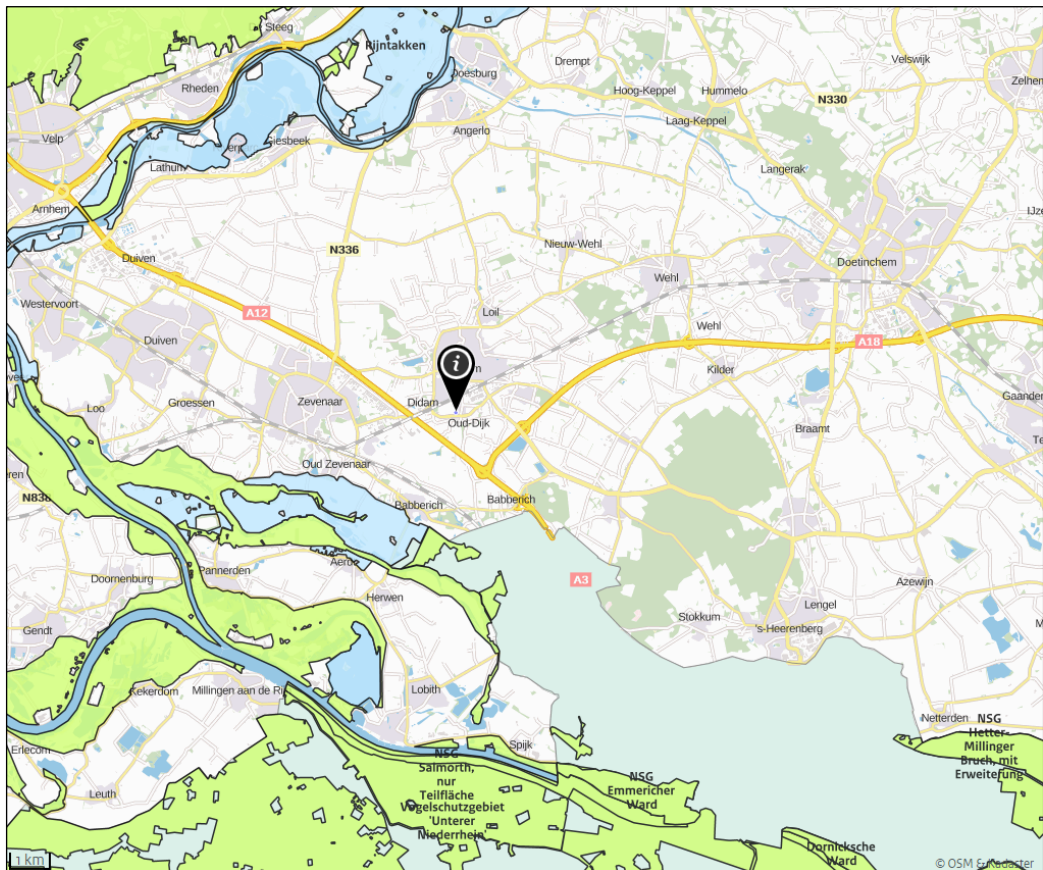 Steeg
Rijntakken
Velswijk
Drempt
Doesburg
Zelhem
Rheden
Hoog-Keppel
Hummelo
N330
Laag-Keppel
Angerlo
Velp
Giesbeek
Lathum
Langerak
Arnhem
N336
Nieuw-Wehl
Duiven
Doetinchem
Wehl
Westervoort
A12
Loil
Wehl
Duiven
A18
i
Kilder
Didam
Zevenaar
Groessen
Loo
Oud-Dijk
Braamt
Oud Zevenaar
N838
Babberich
Babberich
Pannerden
Doornenburg
A3
Herwen
Azewijn
Lengel
Stokkum
's-Heerenberg
Gendt
Kekerdom
Millingen aan de Ri
Lobith
Netterden
NSG
Hetter-
Millinger
Bruch, mit
Erweiterung
Spijk
Erlecom
NSG
Salmorth,
nur
Teilfläche
Vogelschutzgebiet
'Unterer
Niederrhein'
NSG
Emmericher
Ward
Leuth
Dornicksche
Ward
1 km
© OSM & Kadaster